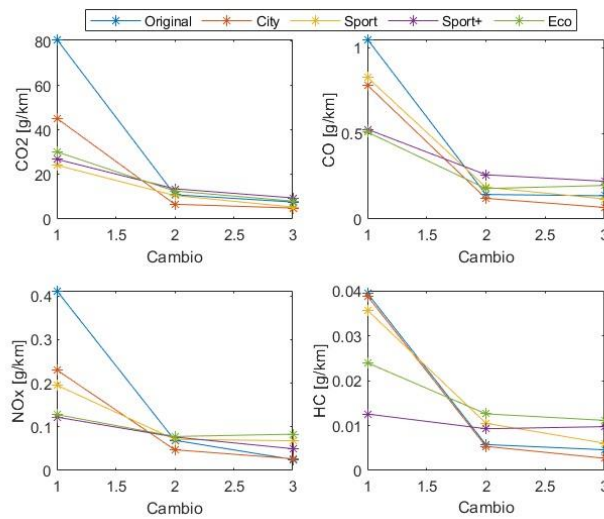 Original City Sport Sport+ Eco
80
60
40
20
0
CO2 [g/km]
1 1.5 2 2.5 3
Cambio
1
0.5
0
CO [g/km]
1 1.5 2 2.5 3
Cambio
0.4
0.3
0.2
0.1
0
NOx [g/km]
1 1.5 2 2.5 3
Cambio
0.04
0.03
0.02
0.01
0
HC [g/km]
1 1.5 2 2.5 3
Cambio